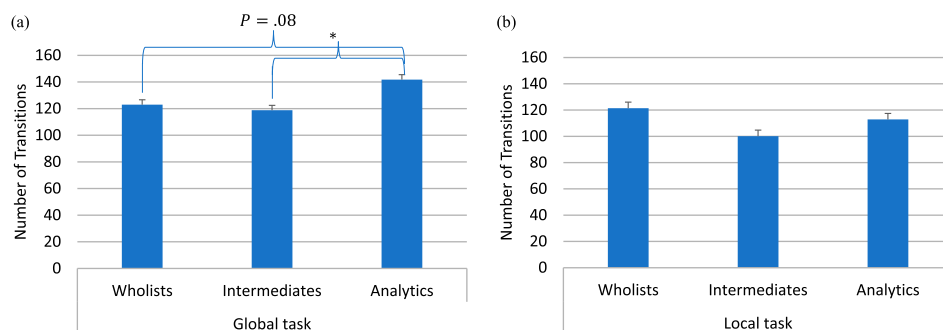 (a)
P = .08
*
Number of Transitions
160
140
120
100
80
60
40
20
0
Wholists Intermediates Analytics
Global task
(b)
Number of Transitions
160
140
120
100
80
60
40
20
0
Wholists Intermediates Analytics
Local task